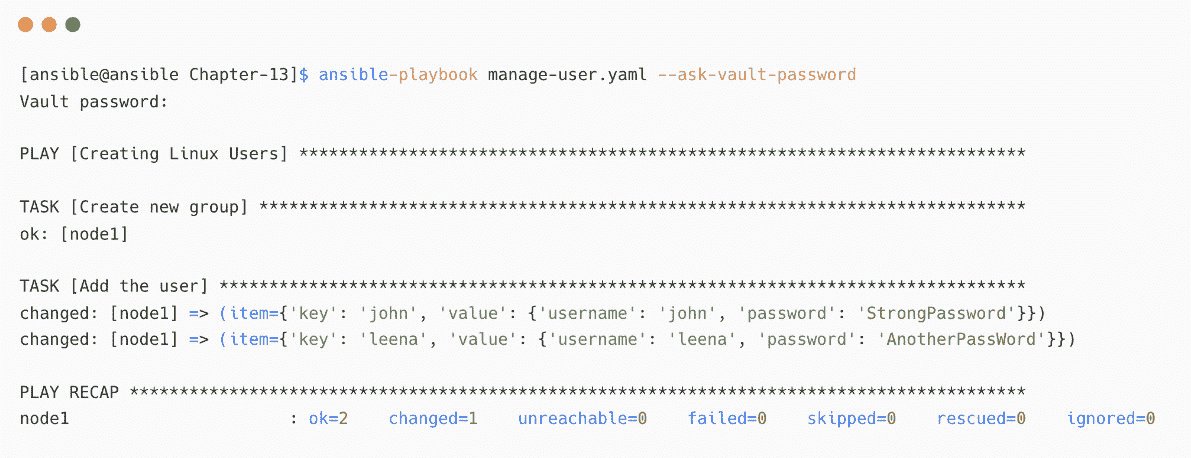 [ansible@ansible Chapter-13]$ ansible-playbook manage-user.yaml --ask-vault-password
Vault password:
PLAY [Creating Linux Users] *************************************************************************
TASK [Create new group] *****************************************************************************
ok: [node1]
TASK [Add the user] *********************************************************************************
changed: [node1] => (item={'key': 'john', 'value': {'username': 'john', 'password': 'StrongPassword'}})
changed: [node1] => (item={'key': 'leena', 'value': {'username': 'leena', 'password': 'AnotherPassWord'}})
PLAY RECAP ******************************************************************************************
node1                      : ok=2    changed=1    unreachable=0    failed=0    skipped=0    rescued=0    ignored=0